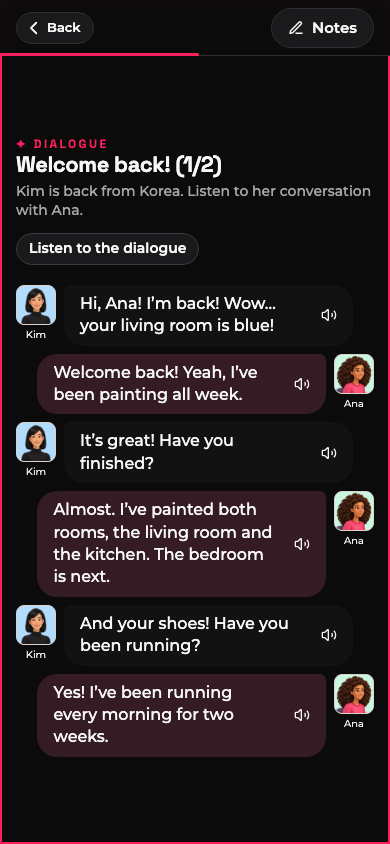 Back
Notes
DIALOGUE
Welcome back! (1/2)
Kim is back from Korea. Listen to her conversation
with Ana.
Listen to the dialogue
Hi, Ana! I’m back! Wow...
your living room is blue!
Kim
Welcome back! Yeah, I’ve
been painting all week.
Ana
It’s great! Have you
finished?
Kim
Almost. I’ve painted both
rooms, the living room and
the kitchen. The bedroom
is next.
Ana
And your shoes! Have you
been running?
Kim
Yes! I’ve been running
every morning for two
weeks.
Ana